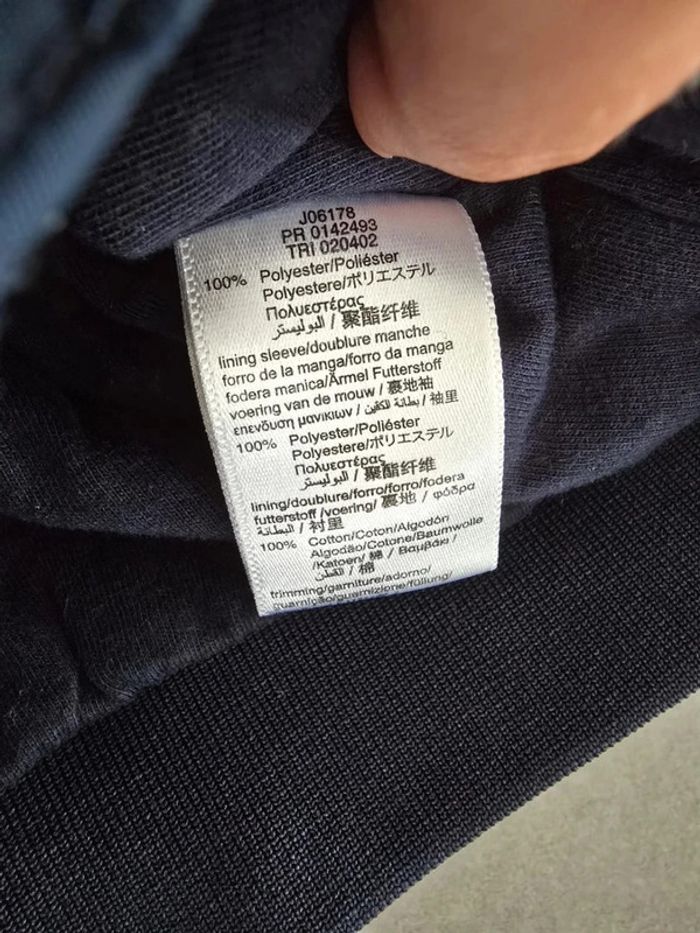 J06178
PR 0142493
TRI 020402
100% Polyester/Poliéster
Polyestere/ポリエステル
Πολυεστέρας
البوليستر / 聚酯纤维
lining sleeve/doublure manche
forro de la manga/forro da manga
fodera manica/Ärmel Futterstoff
voering van de mouw / 裏地袖
επενδυση μανικιων / بطانة الكفين / 袖里
100% Polyester/Poliéster
Polyestere/ポリエステル
Πολυεστέρας
البوليستر / 聚酯纤维
lining/doublure/forro/forro/fodera
futterstoff /voering/ 裏地 / φόδρα
البطانة / 衬里
100% Cotton/Coton/Algodón
Algodão/Cotone/Baumwolle
/Katoen/ 綿 / Βαμβάκι /
القطن / 棉
trimming/garniture/adorno/
guarnição/guarnizione/füllung/